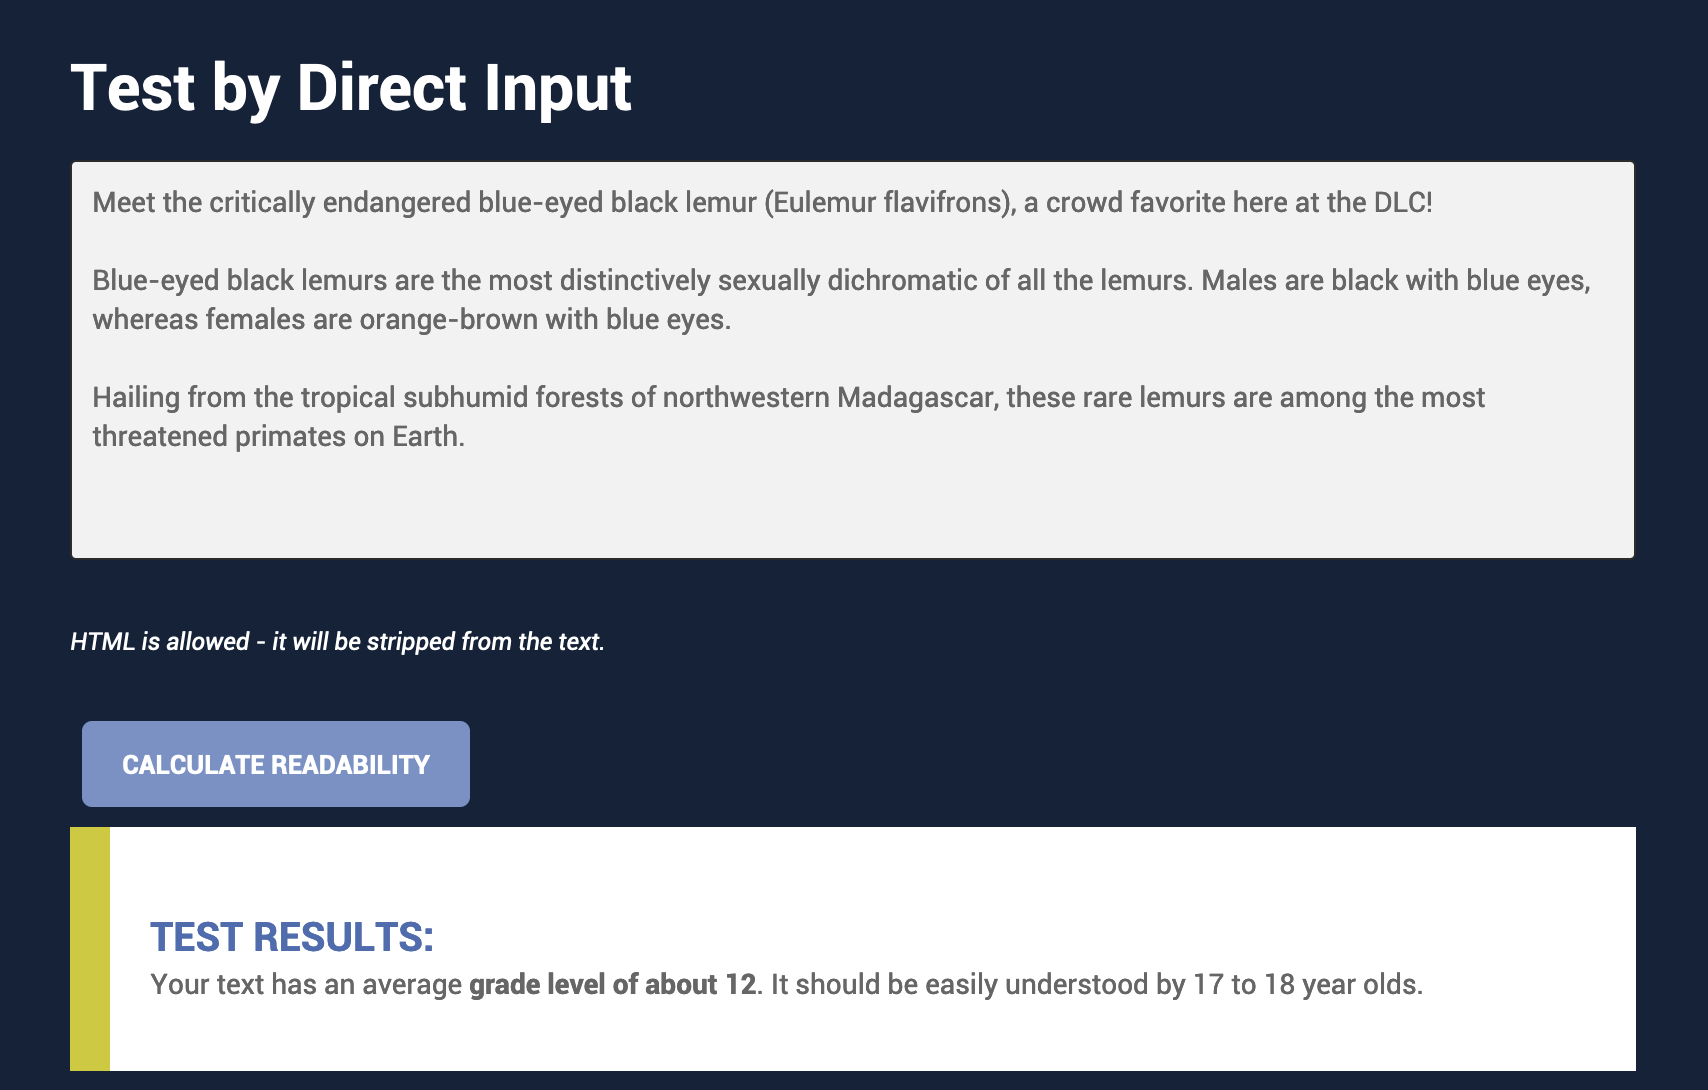 Test by Direct Input
Meet the critically endangered blue-eyed black lemur (Eulemur flavifrons), a crowd favorite here at the DLC!
Blue-eyed black lemurs are the most distinctively sexually dichromatic of all the lemurs. Males are black with blue eyes,
whereas females are orange-brown with blue eyes.
Hailing from the tropical subhumid forests of northwestern Madagascar, these rare lemurs are among the most
threatened primates on Earth.
HTML is allowed - it will be stripped from the text.
CALCULATE READABILITY
TEST RESULTS:
Your text has an average grade level of about 12. It should be easily understood by 17 to 18 year olds.